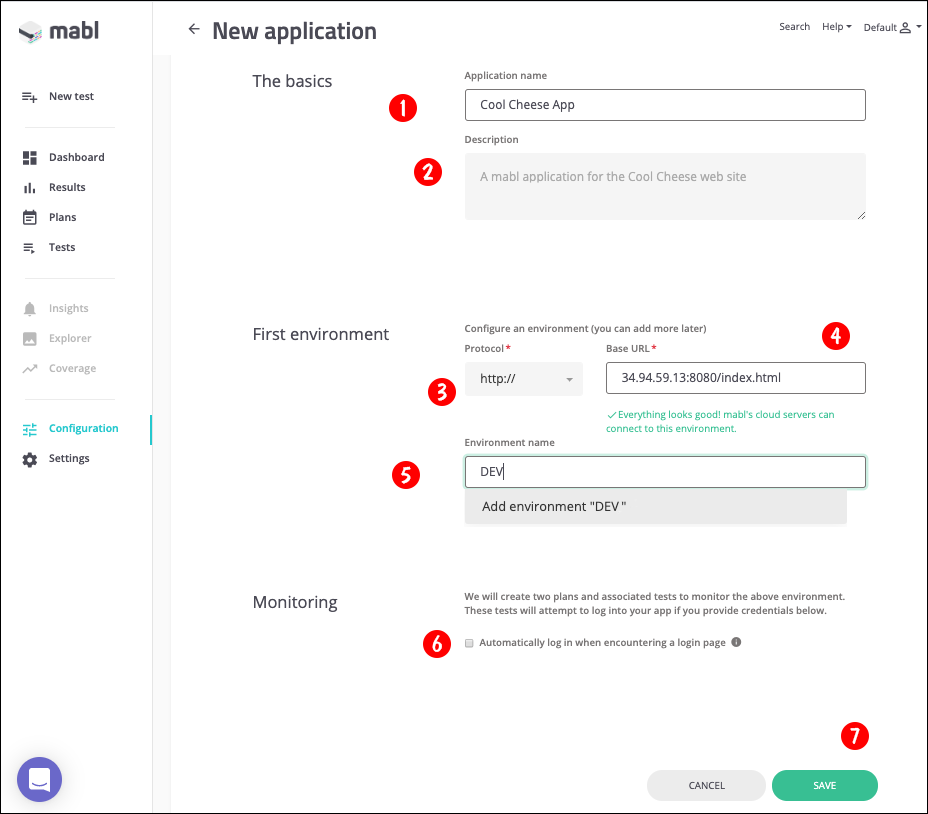 mabl
New application
Search Help Default
New test
Dashboard
Results
Plans
Tests
Insights
Explorer
Coverage
Configuration
Settings
The basics
1
Application name
Cool Cheese App
2
Description
A mabl application for the Cool Cheese web site
First environment
Configure an environment (you can add more later)
4
Protocol* Base URL*
3
http:// 34.94.59.13:8080/index.html
✓Everything looks good! mabl's cloud servers can
connect to this environment.
Environment name
5
DEV
Add environment "DEV "
Monitoring
We will create two plans and associated tests to monitor the above environment.
These tests will attempt to log into your app if you provide credentials below.
6
Automatically log in when encountering a login page
7
CANCEL SAVE